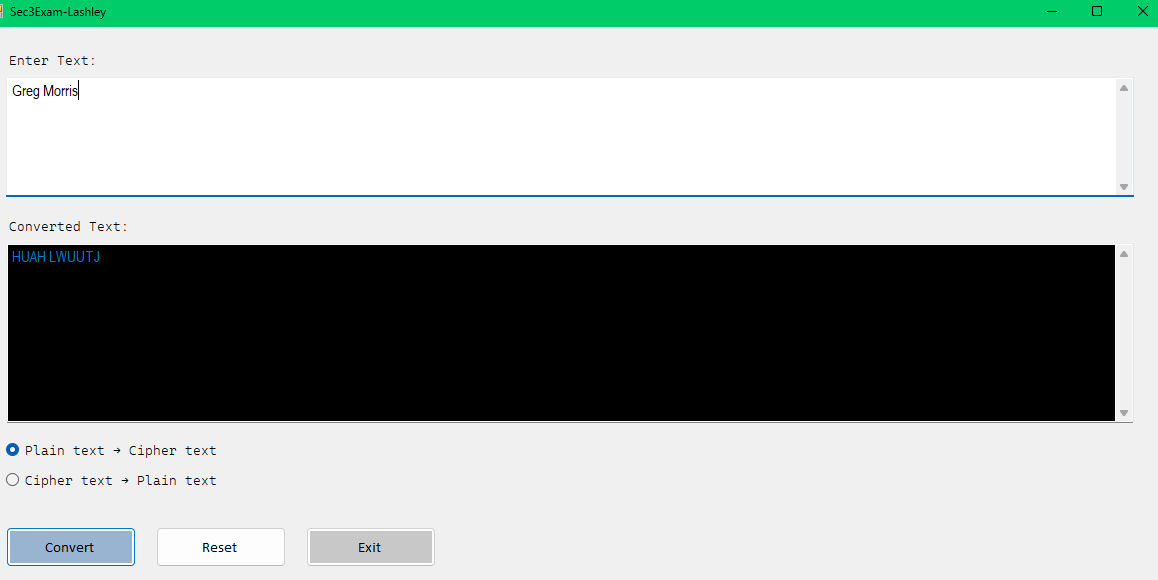 Sec3Exam-Lashley
Enter Text:
Greg Morris
Converted Text:
HUAH LWUUTJ
Plain text → Cipher text
Cipher text → Plain text
Convert Reset Exit